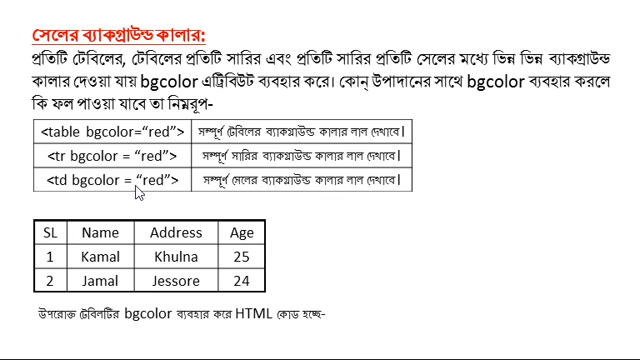 সেলের ব্যাকগ্রাউন্ড কালার:
প্রতিটি টেবিলের, টেবিলের প্রতিটি সারির এবং প্রতিটি সারির প্রতিটি সেলের মধ্যে ভিন্ন ভিন্ন ব্যাকগ্রাউন্ড
কালার দেওয়া যায় bgcolor এট্রিবিউট ব্যবহার করে। কোন্ উপাদানের সাথে bgcolor ব্যবহার করলে
কি ফল পাওয়া যাবে তা নিম্নরূপ-
<table bgcolor="red"> সম্পূর্ণ টেবিলের ব্যাকগ্রাউন্ড কালার লাল দেখাবে।
<tr bgcolor = “red”> সম্পূর্ণ সারির ব্যাকগ্রাউন্ড কালার লাল দেখাবে।
<td bgcolor = “red”> সম্পূর্ণ সেলের ব্যাকগ্রাউন্ড কালার লাল দেখাবে।
SL Name Address Age
1 Kamal Khulna 25
2 Jamal Jessore 24
উপরোক্ত টেবিলটির bgcolor ব্যবহার করে HTML কোড হচ্ছে-